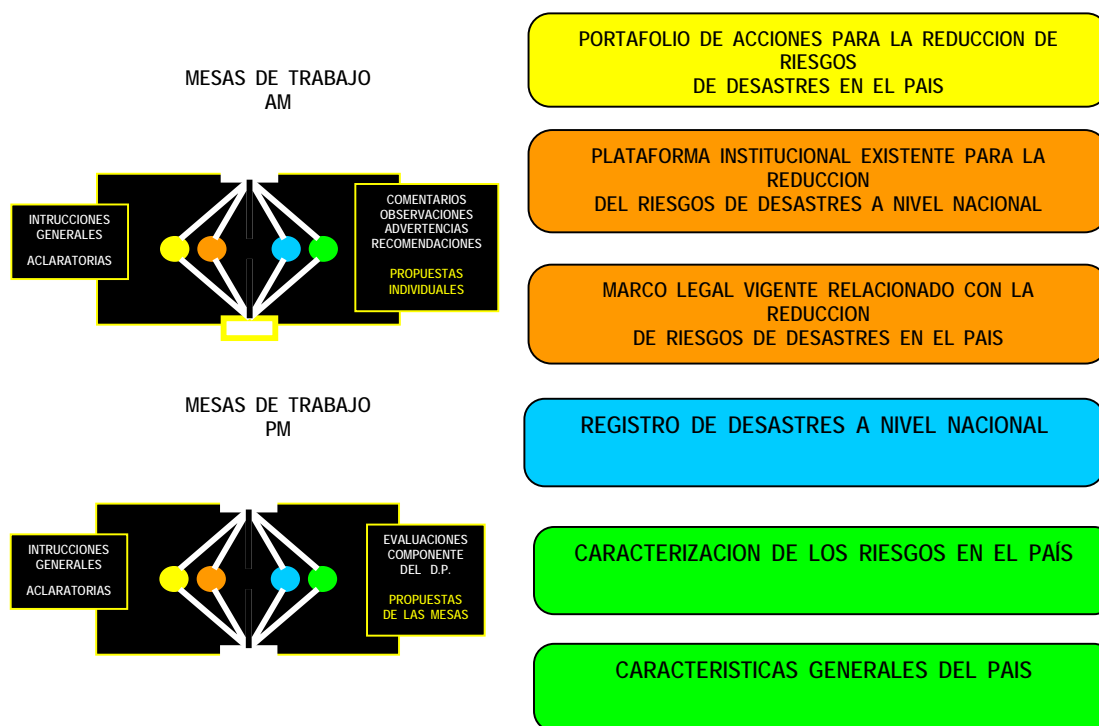 MESAS DE TRABAJO
AM
INTRUCCIONES
GENERALES
ACLARATORIAS
COMENTARIOS
OBSERVACIONES
ADVERTENCIAS
RECOMENDACIONES
PROPUESTAS
INDIVIDUALES
MESAS DE TRABAJO
PM
INTRUCCIONES
GENERALES
ACLARATORIAS
EVALUACIONES
COMPONENTE
DEL D.P.
PROPUESTAS
DE LAS MESAS
PORTAFOLIO DE ACCIONES PARA LA REDUCCION DE
RIESGOS
DE DESASTRES EN EL PAIS
PLATAFORMA INSTITUCIONAL EXISTENTE PARA LA
REDUCCION
DEL RIESGOS DE DESASTRES A NIVEL NACIONAL
MARCO LEGAL VIGENTE RELACIONADO CON LA
REDUCCION
DE RIESGOS DE DESASTRES EN EL PAIS
REGISTRO DE DESASTRES A NIVEL NACIONAL
CARACTERIZACION DE LOS RIESGOS EN EL PAÍS
CARACTERISTICAS GENERALES DEL PAIS